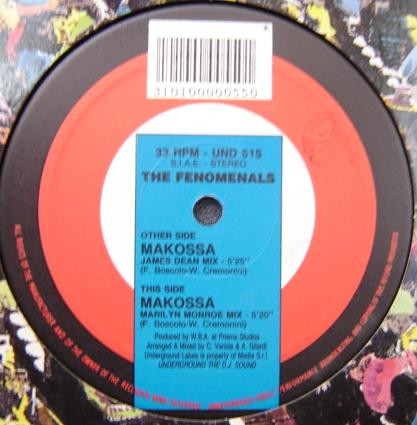 310100000550
33 RPM - UND 515
S.I.A.E. - STEREO
THE FENOMENALS
OTHER SIDE
MAKOSSA
JAMES DEAN MIX - 5'25"
(F. Boscolo-W. Cremonini)
THIS SIDE
MAKOSSA
MARILYN MONROE MIX - 5'20"
(F. Boscolo-W. Cremonini)
Produced by W.B.A. at Prisma Studios
Arranged & Mixed by C. Variola & A. Gilardi
Underground Labes is property of Media S.r.l.
UNDERGROUND THE D.J. SOUND
ALL RIGHTS OF THE MANUFACTURER AND OF THE OWNER OF THE RECORDED WORK RESERVED